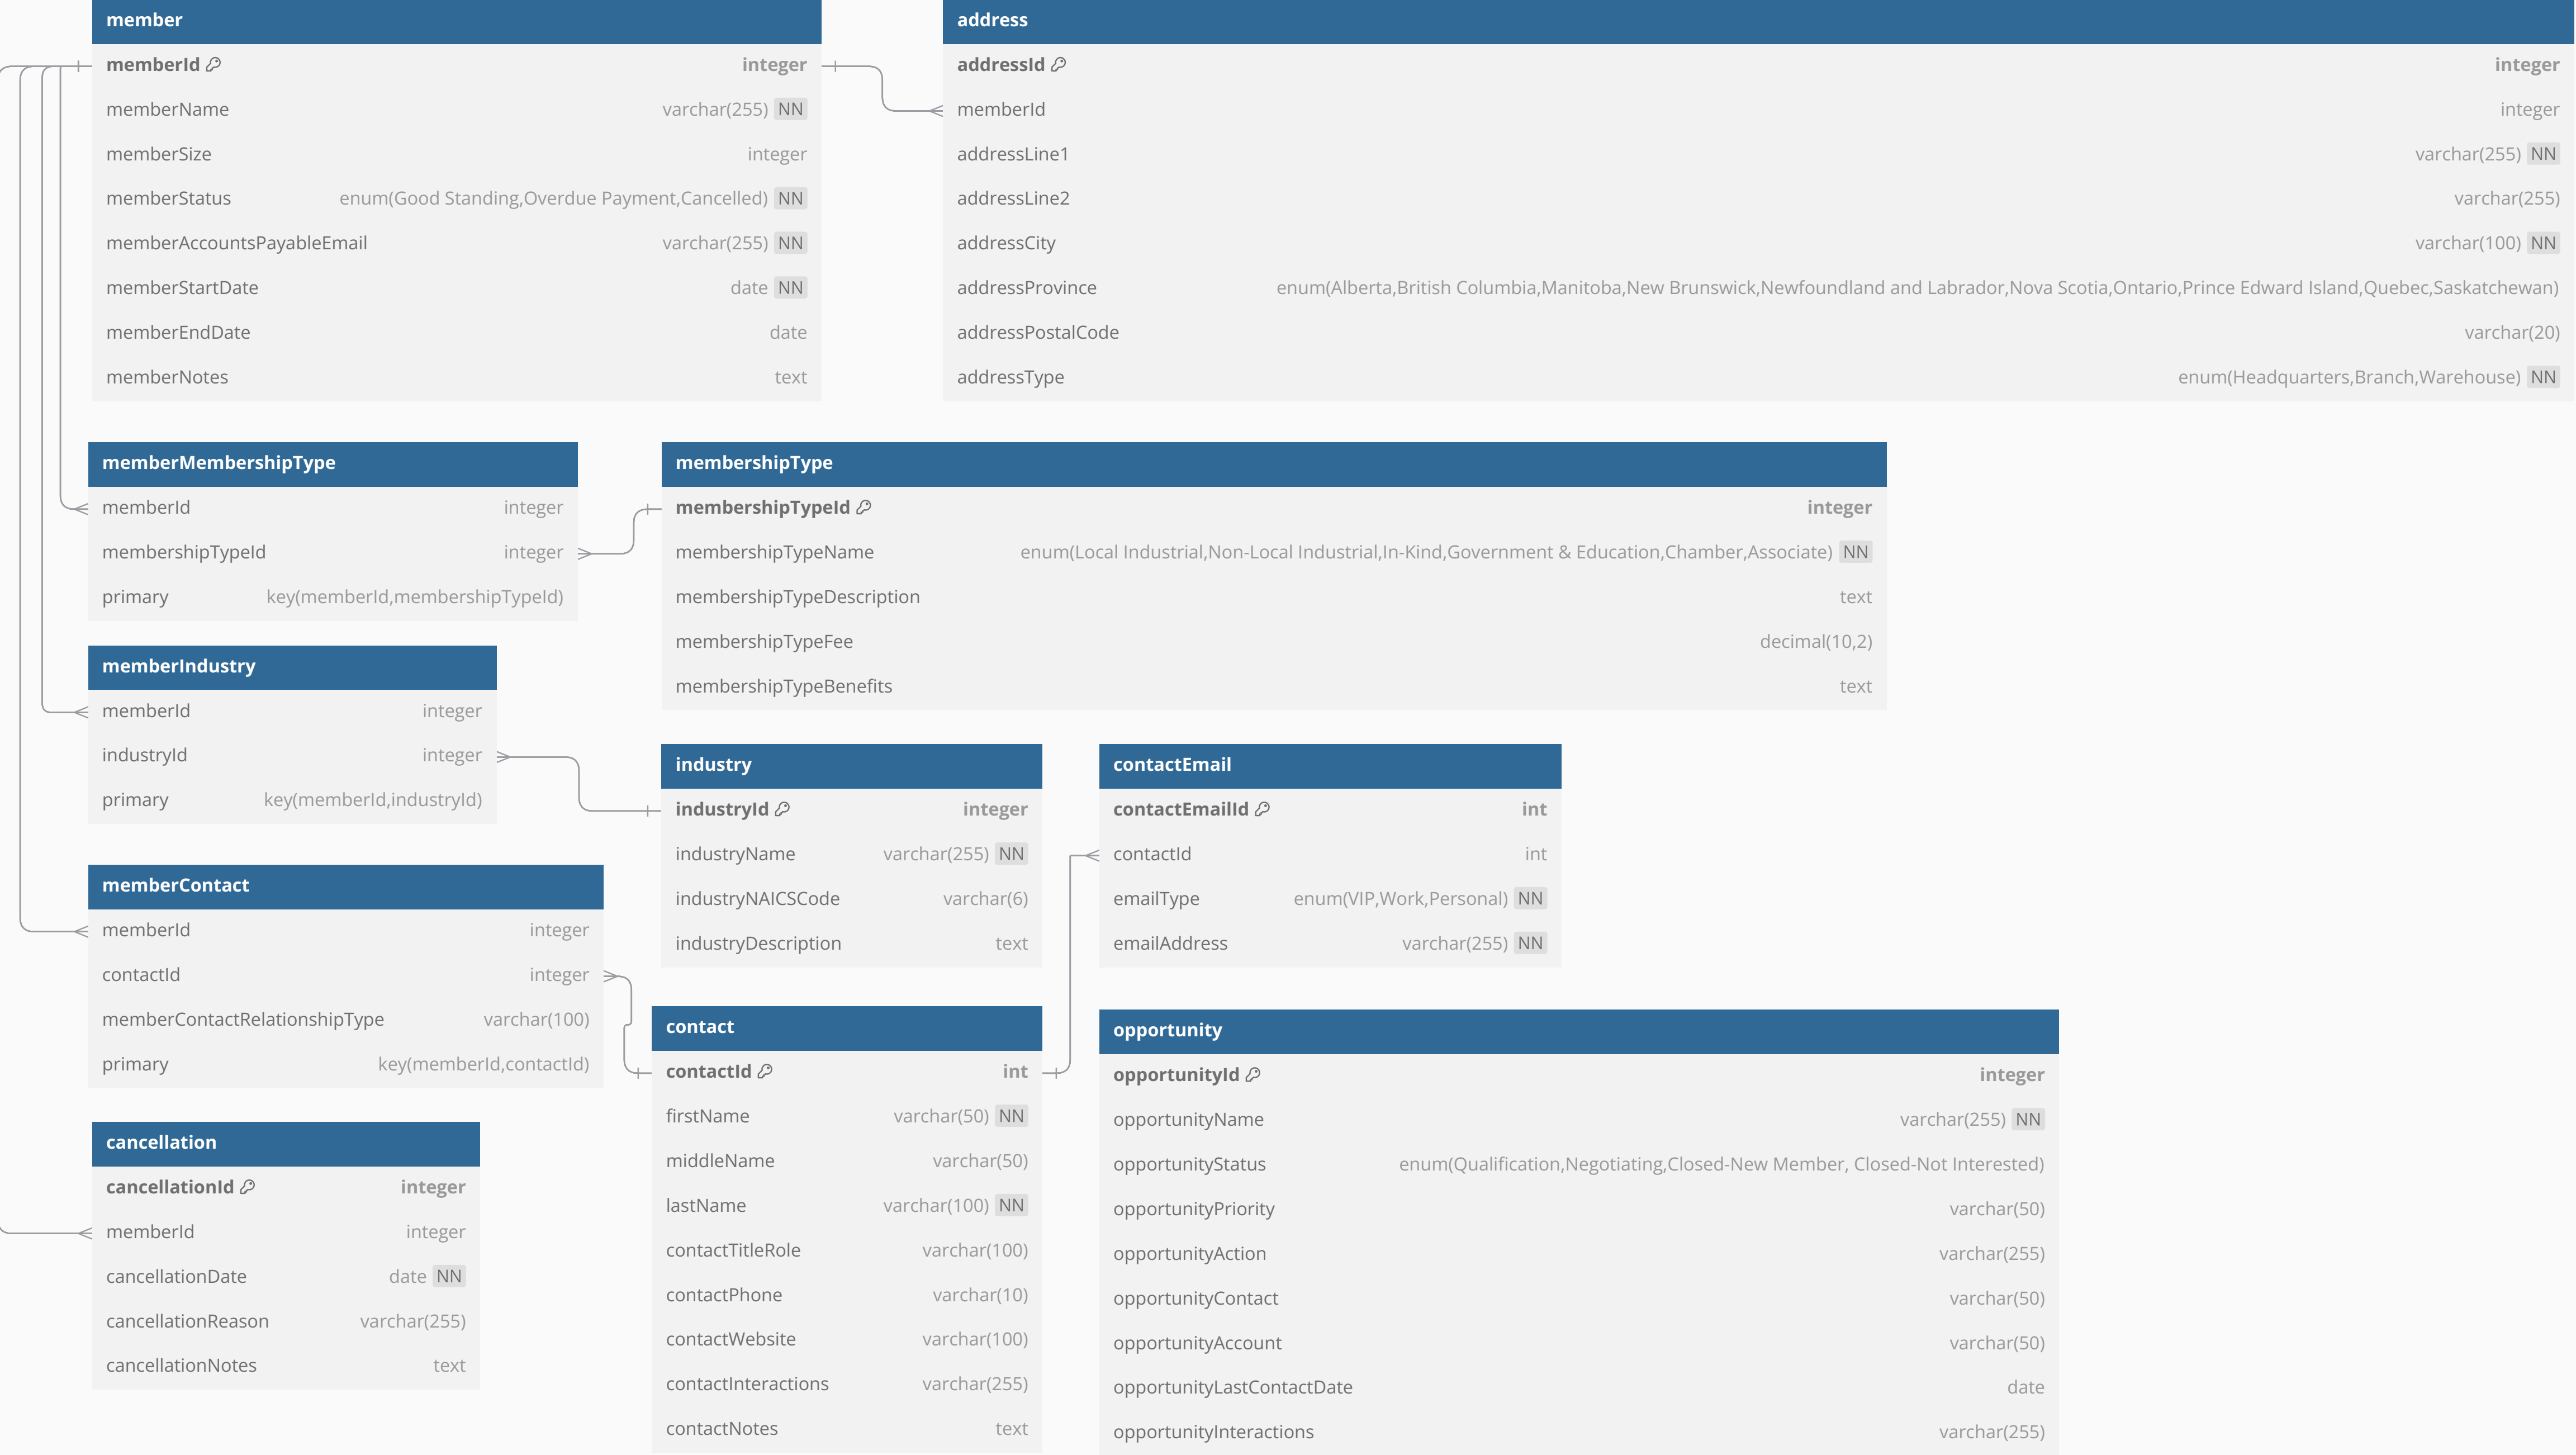 member
memberId integer
memberName varchar(255) NN
memberSize integer
memberStatus enum(Good Standing,Overdue Payment,Cancelled) NN
memberAccountsPayableEmail varchar(255) NN
memberStartDate date NN
memberEndDate date
memberNotes text
address
addressId integer
memberId integer
addressLine1 varchar(255) NN
addressLine2 varchar(255)
addressCity varchar(100) NN
addressProvince enum(Alberta,British Columbia,Manitoba,New Brunswick,Newfoundland and Labrador,Nova Scotia,Ontario,Prince Edward Island,Quebec,Saskatchewan)
addressPostalCode varchar(20)
addressType enum(Headquarters,Branch,Warehouse) NN
memberMembershipType
memberId integer
membershipTypeId integer
primary key(memberId,membershipTypeId)
membershipType
membershipTypeId integer
membershipTypeName enum(Local Industrial,Non-Local Industrial,In-Kind,Government & Education,Chamber,Associate) NN
membershipTypeDescription text
membershipTypeFee decimal(10,2)
membershipTypeBenefits text
memberIndustry
memberId integer
industryId integer
primary key(memberId,industryId)
industry
industryId integer
industryName varchar(255) NN
industryNAICSCode varchar(6)
industryDescription text
contactEmail
contactEmailId int
contactId int
emailType enum(VIP,Work,Personal) NN
emailAddress varchar(255) NN
memberContact
memberId integer
contactId integer
memberContactRelationshipType varchar(100)
primary key(memberId,contactId)
contact
contactId int
firstName varchar(50) NN
middleName varchar(50)
lastName varchar(100) NN
contactTitleRole varchar(100)
contactPhone varchar(10)
contactWebsite varchar(100)
contactInteractions varchar(255)
contactNotes text
opportunity
opportunityId integer
opportunityName varchar(255) NN
opportunityStatus enum(Qualification,Negotiating,Closed-New Member, Closed-Not Interested)
opportunityPriority varchar(50)
opportunityAction varchar(255)
opportunityContact varchar(50)
opportunityAccount varchar(50)
opportunityLastContactDate date
opportunityInteractions varchar(255)
cancellation
cancellationId integer
memberId integer
cancellationDate date NN
cancellationReason varchar(255)
cancellationNotes text